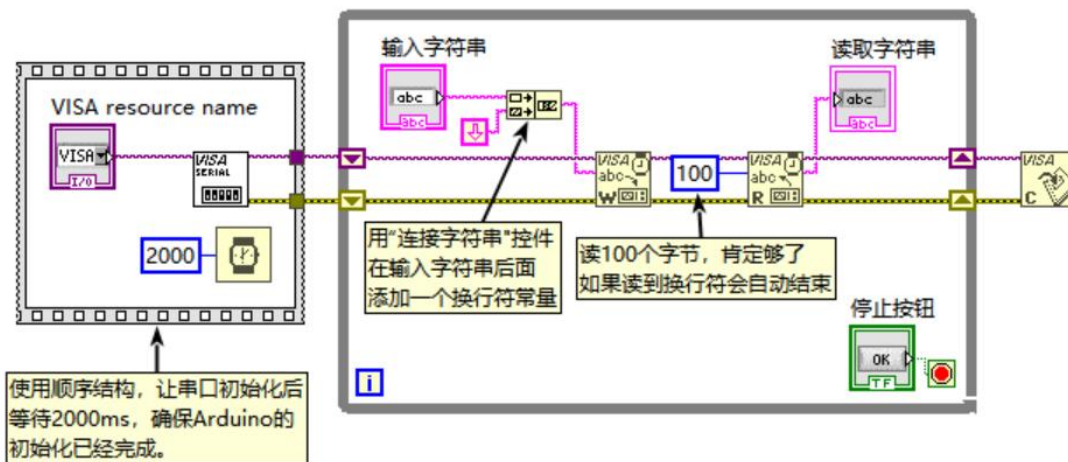 输入字符串
读取字符串
VISA resource name
abc
abc
abc
abc
VISA
I/O
VISA
SERIAL
VISA
abc
W
100
VISA
abc
R
VISA
C
2000
用“连接字符串"控件
在输入字符串后面
添加一个换行符常量
读100个字节，肯定够了
如果读到换行符会自动结束
停止按钮
OK
TF
i
使用顺序结构，让串口初始化后
等待2000ms，确保Arduino的
初始化已经完成。